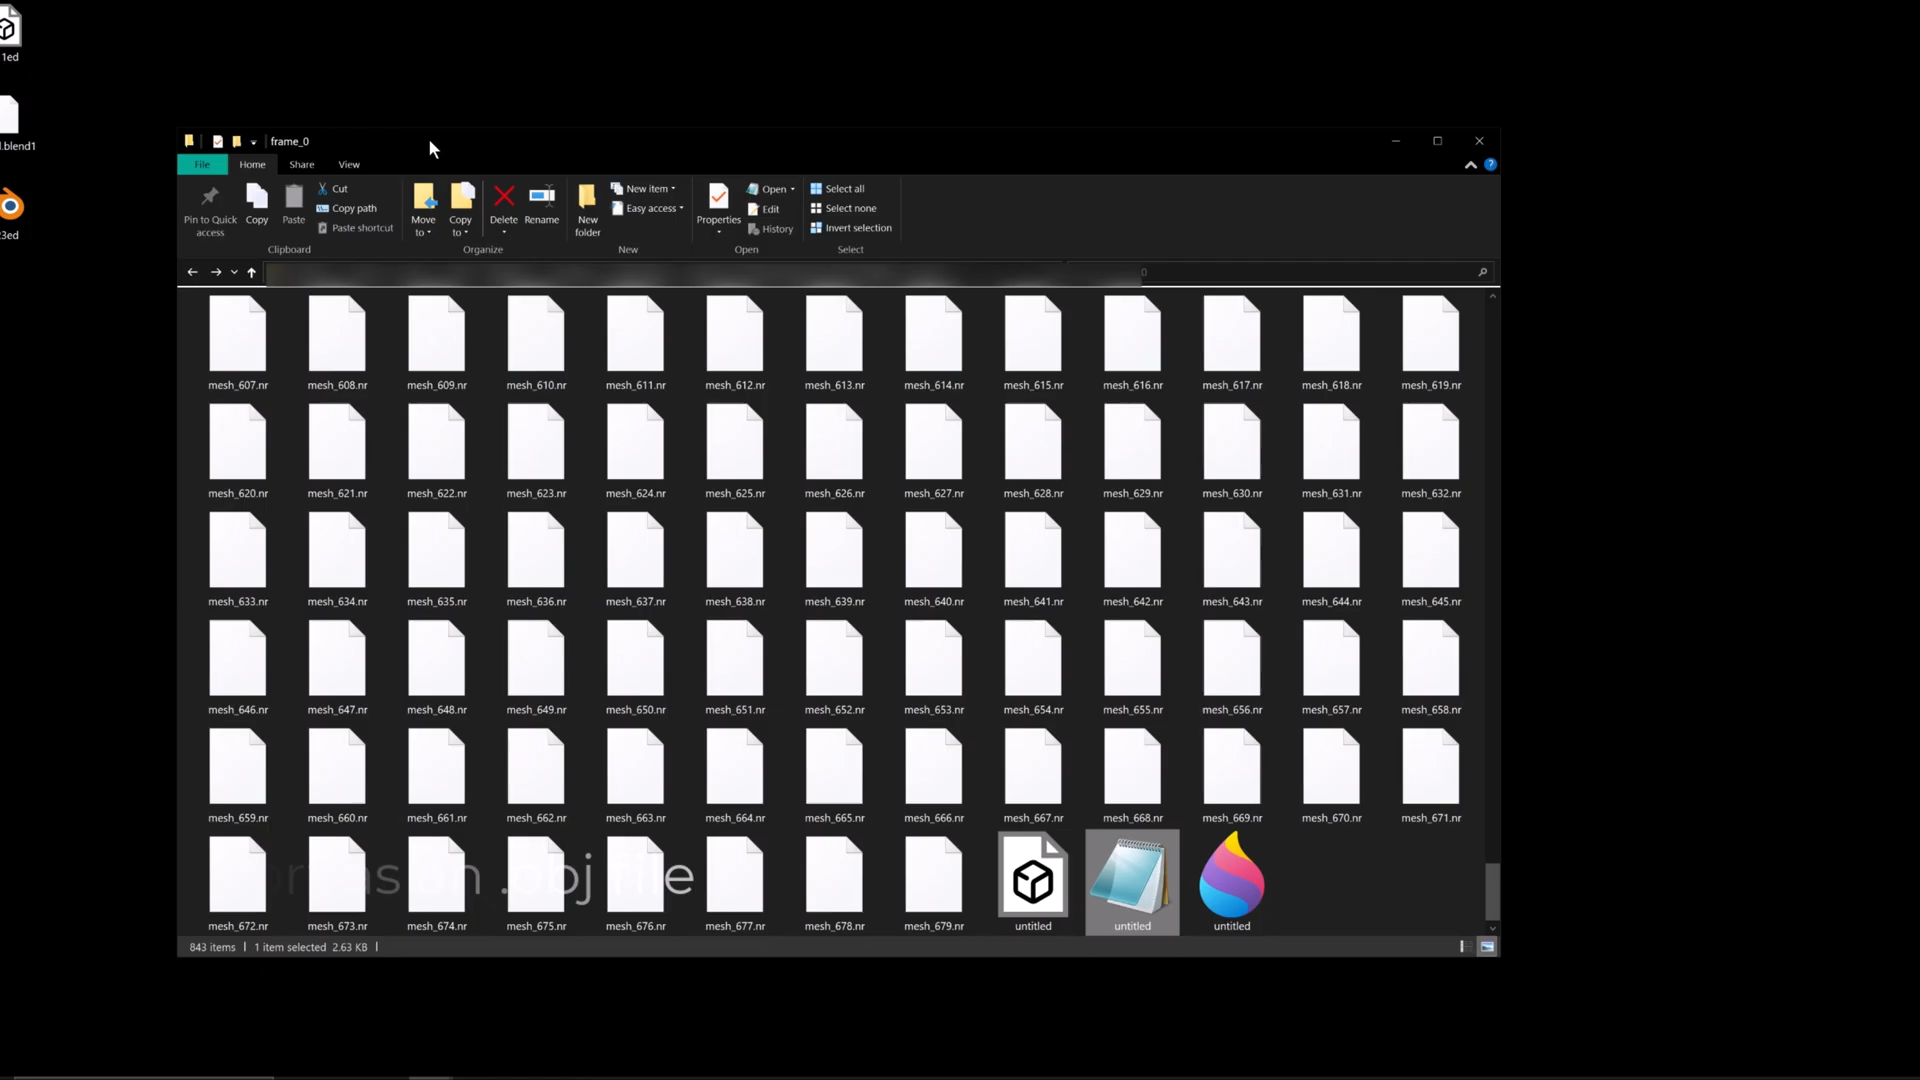 1ed
.blend1
3ed
frame_0
File Home Share View
Pin to Quick access
Copy
Paste
Cut
Copy path
Paste shortcut
Clipboard
Move to
Copy to
Delete
Rename
Organize
New folder
New item
Easy access
New
Properties
Open
Edit
History
Open
Select all
Select none
Invert selection
Select
mesh_607.nr mesh_608.nr mesh_609.nr mesh_610.nr mesh_611.nr mesh_612.nr mesh_613.nr mesh_614.nr mesh_615.nr mesh_616.nr mesh_617.nr mesh_618.nr mesh_619.nr
mesh_620.nr mesh_621.nr mesh_622.nr mesh_623.nr mesh_624.nr mesh_625.nr mesh_626.nr mesh_627.nr mesh_628.nr mesh_629.nr mesh_630.nr mesh_631.nr mesh_632.nr
mesh_633.nr mesh_634.nr mesh_635.nr mesh_636.nr mesh_637.nr mesh_638.nr mesh_639.nr mesh_640.nr mesh_641.nr mesh_642.nr mesh_643.nr mesh_644.nr mesh_645.nr
mesh_646.nr mesh_647.nr mesh_648.nr mesh_649.nr mesh_650.nr mesh_651.nr mesh_652.nr mesh_653.nr mesh_654.nr mesh_655.nr mesh_656.nr mesh_657.nr mesh_658.nr
mesh_659.nr mesh_660.nr mesh_661.nr mesh_662.nr mesh_663.nr mesh_664.nr mesh_665.nr mesh_666.nr mesh_667.nr mesh_668.nr mesh_669.nr mesh_670.nr mesh_671.nr
as an .obj file
mesh_672.nr mesh_673.nr mesh_674.nr mesh_675.nr mesh_676.nr mesh_677.nr mesh_678.nr mesh_679.nr untitled untitled untitled
843 items 1 item selected 2.63 KB